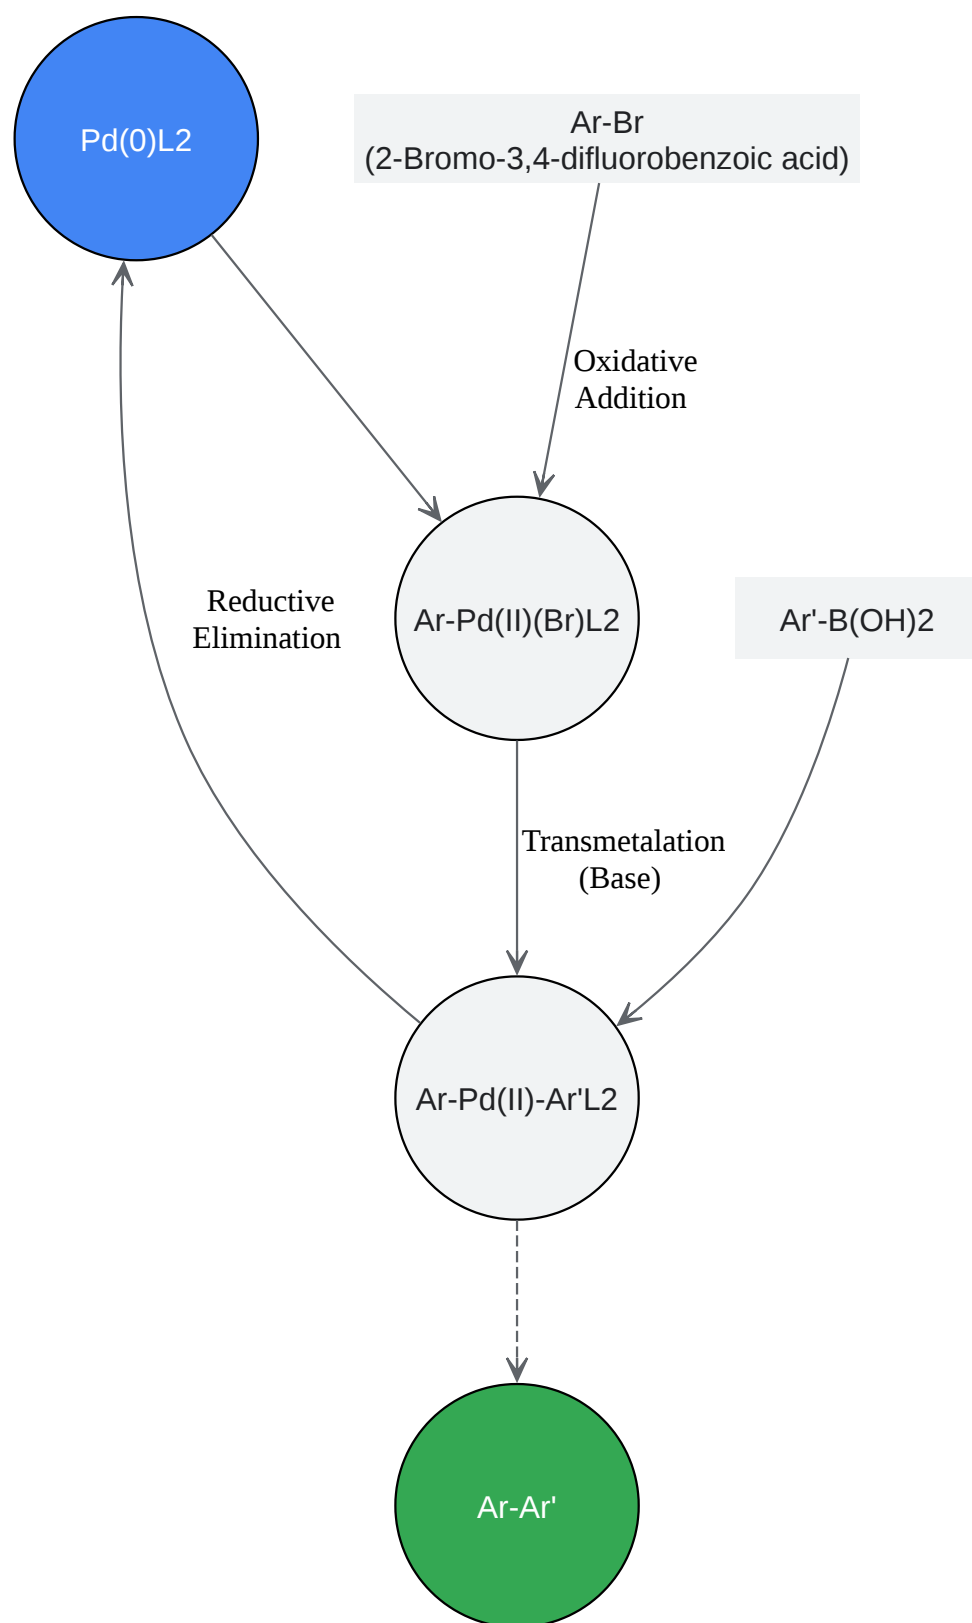 Pd(0)L2
Ar-Br
(2-Bromo-3,4-difluorobenzoic acid)
Oxidative
Addition
Reductive
Elimination
Ar-Pd(II)(Br)L2
Ar'-B(OH)2
Transmetalation
(Base)
Ar-Pd(II)-Ar'L2
Ar-Ar'